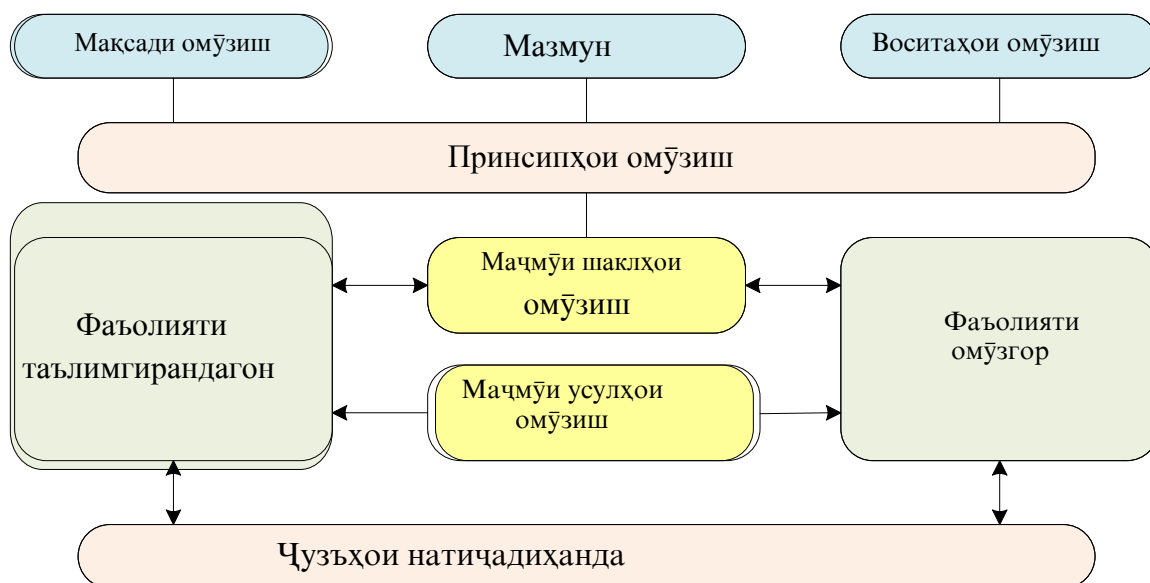 Мақсади омӯзиш
Мазмун
Воситаҳои омӯзиш
Принсипҳои омӯзиш
Фаъолияти
таълимгирандагон
Маҷмӯи шаклҳои
омӯзиш
Маҷмӯи усулҳои
омӯзиш
Фаъолияти
омӯзгор
Ҷузъҳои натиҷадиҳанда